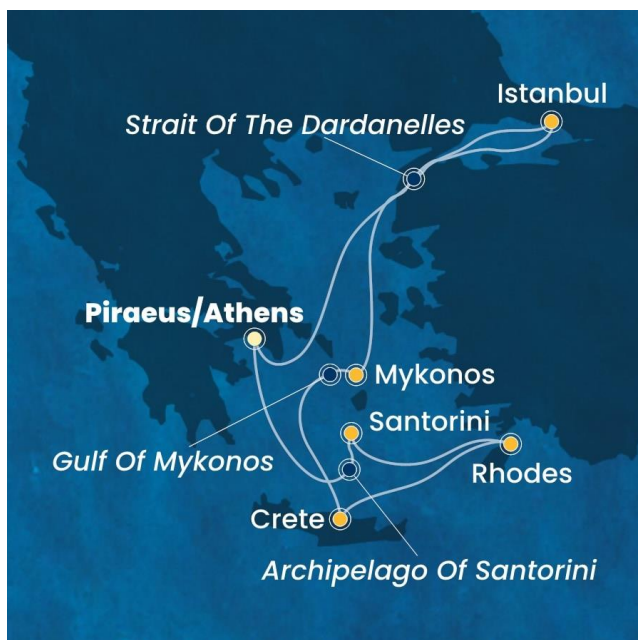 Istanbul
Strait Of The Dardanelles
Piraeus/Athens
Mykonos
Santorini
Gulf Of Mykonos
Rhodes
Crete
Archipelago Of Santorini